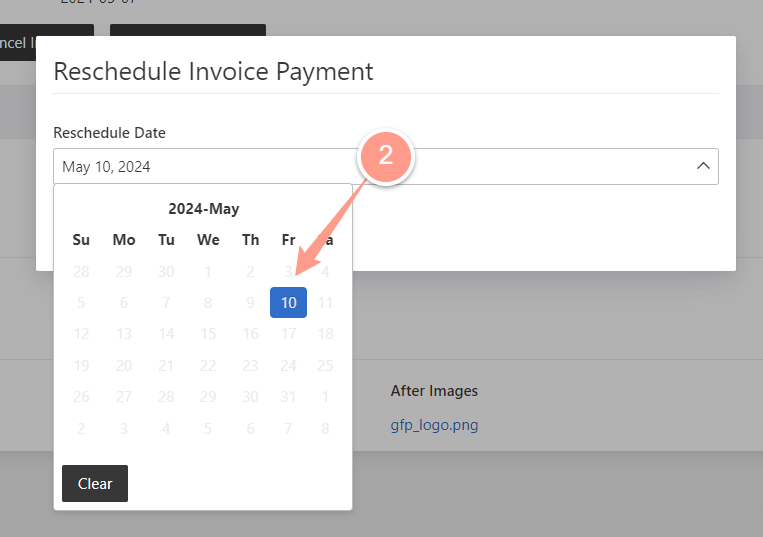 ncel I
Reschedule Invoice Payment
Reschedule Date
May 10, 2024
2
2024-May
Su Mo Tu We Th Fr
28 29 30 1 2 3 4
5 6 7 8 9 10 11
12 13 14 15 16 17 18
19 20 21 22 23 24 25
26 27 28 29 30 31 1
2 3 4 5 6 7 8
After Images
gfp_logo.png
Clear